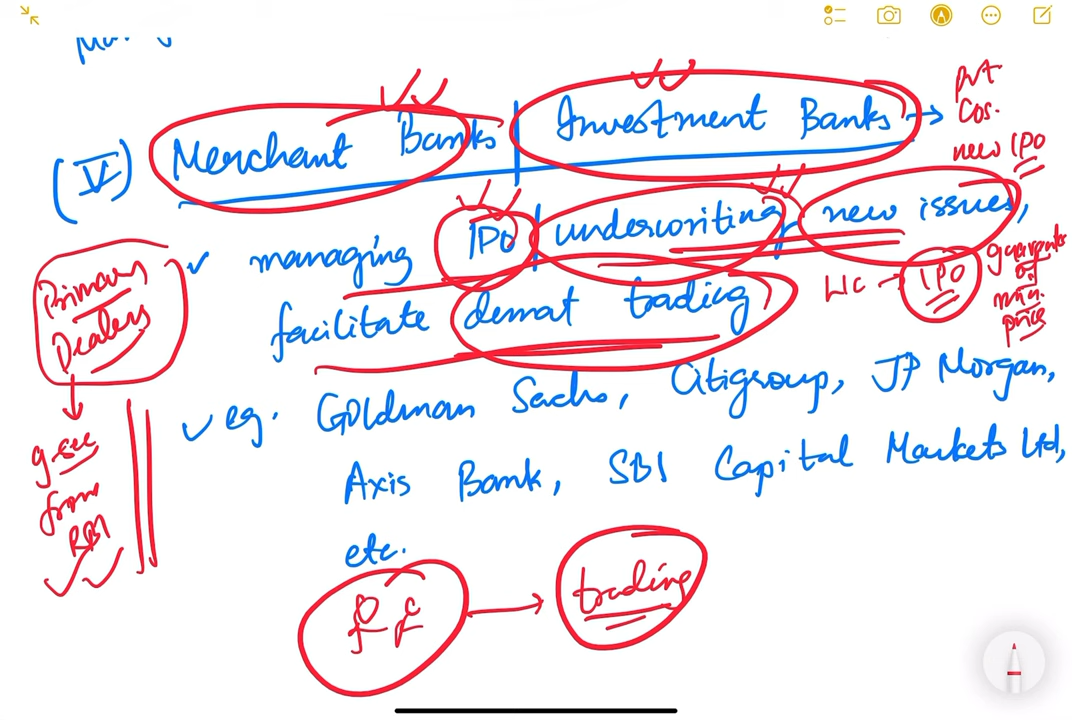 (V) Merchant Banks | Investment Banks →
pvt
Cos.
new IPO
managing IPO | underwriting new issues,
facilitate demat trading
LIC → IPO
guarantee
of
min.
price
Primary
Dealers
g-sec
from
RBI
eg. Goldman Sachs, Citigroup, JP Morgan,
Axis Bank, SBI Capital Markets Ltd,
etc.
→ trading